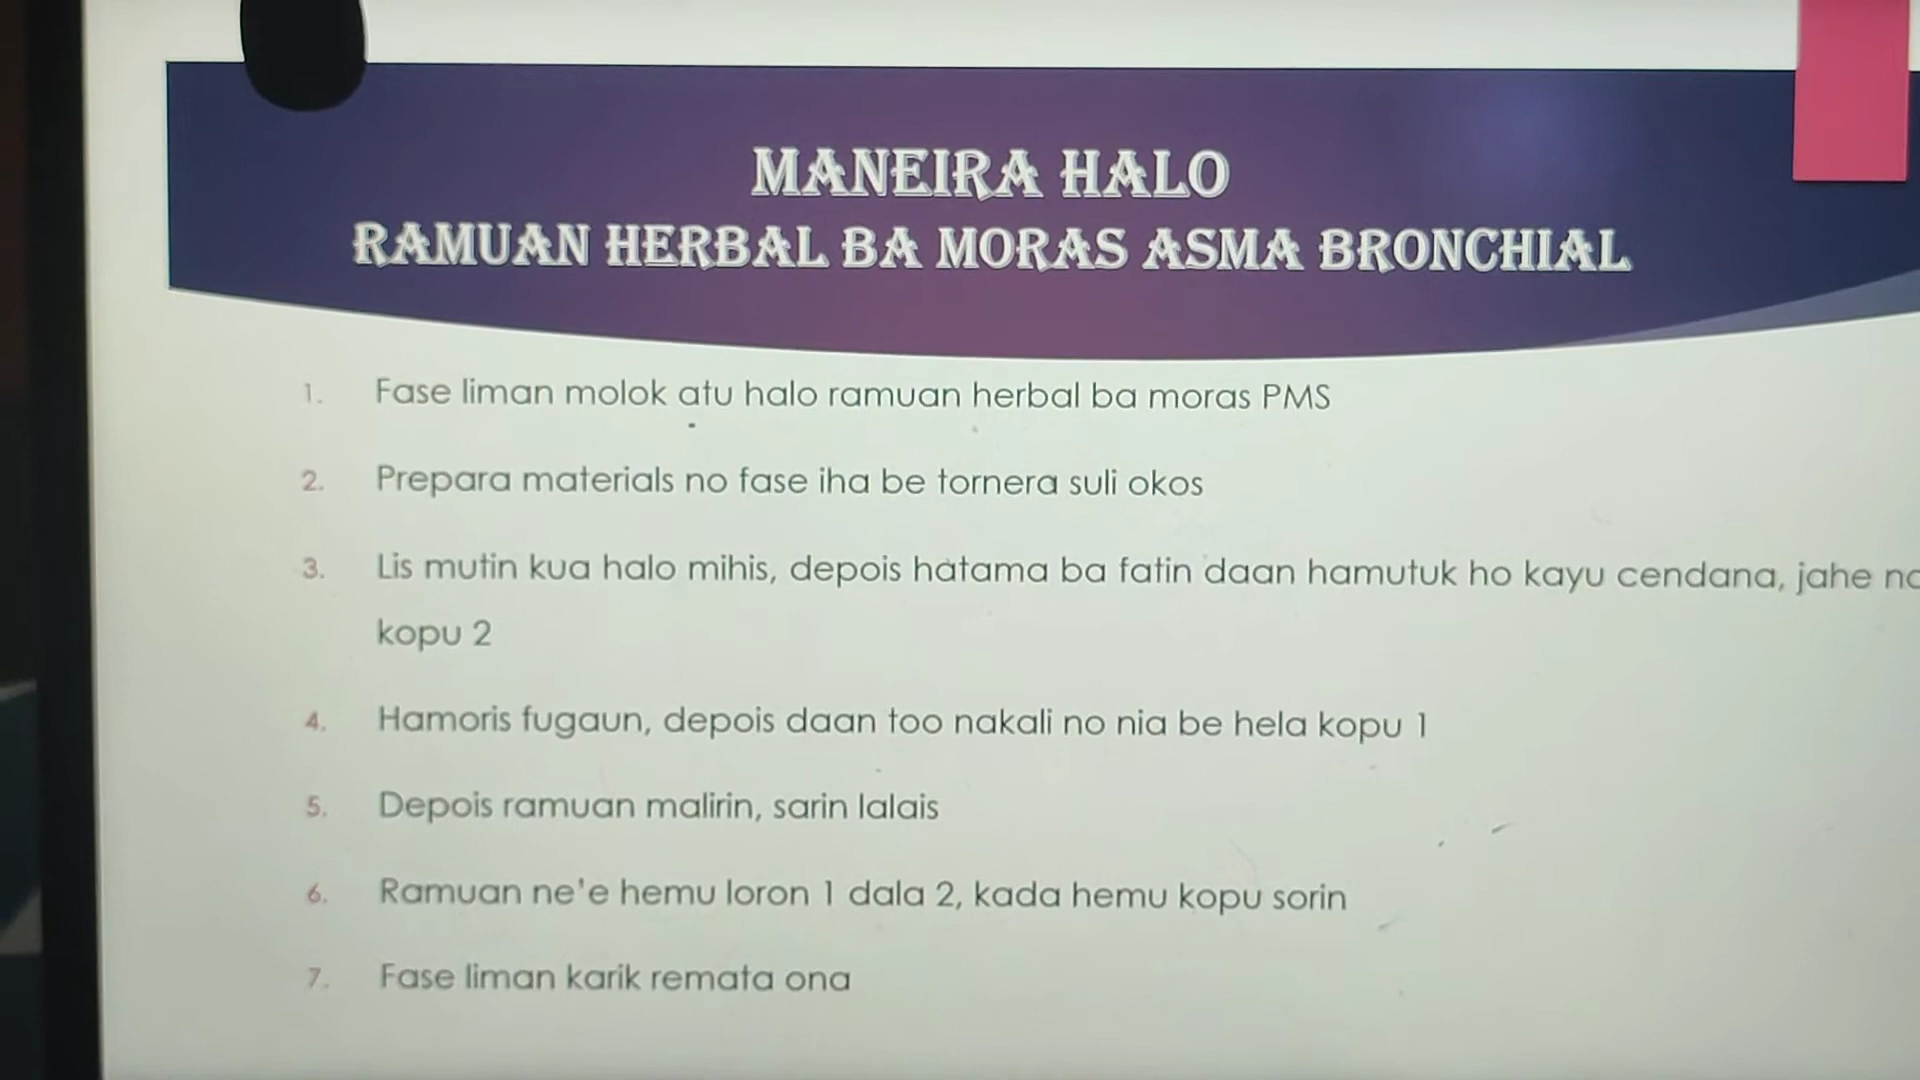 MANEIRA HALO
RAMUAN HERBAL BA MORAS ASMA BRONCHIAL
1. Fase liman molok atu halo ramuan herbal ba moras PMS
2. Prepara materials no fase iha be tornera suli okos
3. Lis mutin kua halo mihis, depois hatama ba fatin daan hamutuk ho kayu cendana, jahe
kopu 2
4. Hamoris fugaun, depois daan too nakali no nia be hela kopu 1
5. Depois ramuan malirin, sarin lalais
6. Ramuan ne'e hemu loron 1 dala 2, kada hemu kopu sorin
7. Fase liman karik remata ona